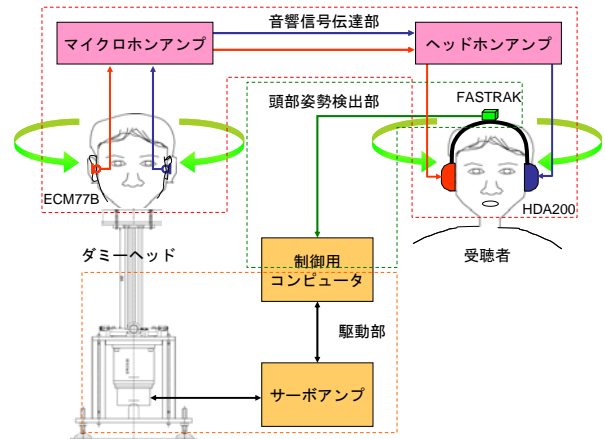 音響信号伝達部
マイクロホンアンプ
ヘッドホンアンプ
頭部姿勢検出部
FASTRAK
ECM77B
HDA200
ダミーヘッド
受聴者
制御用
コンピュータ
駆動部
サーボアンプ